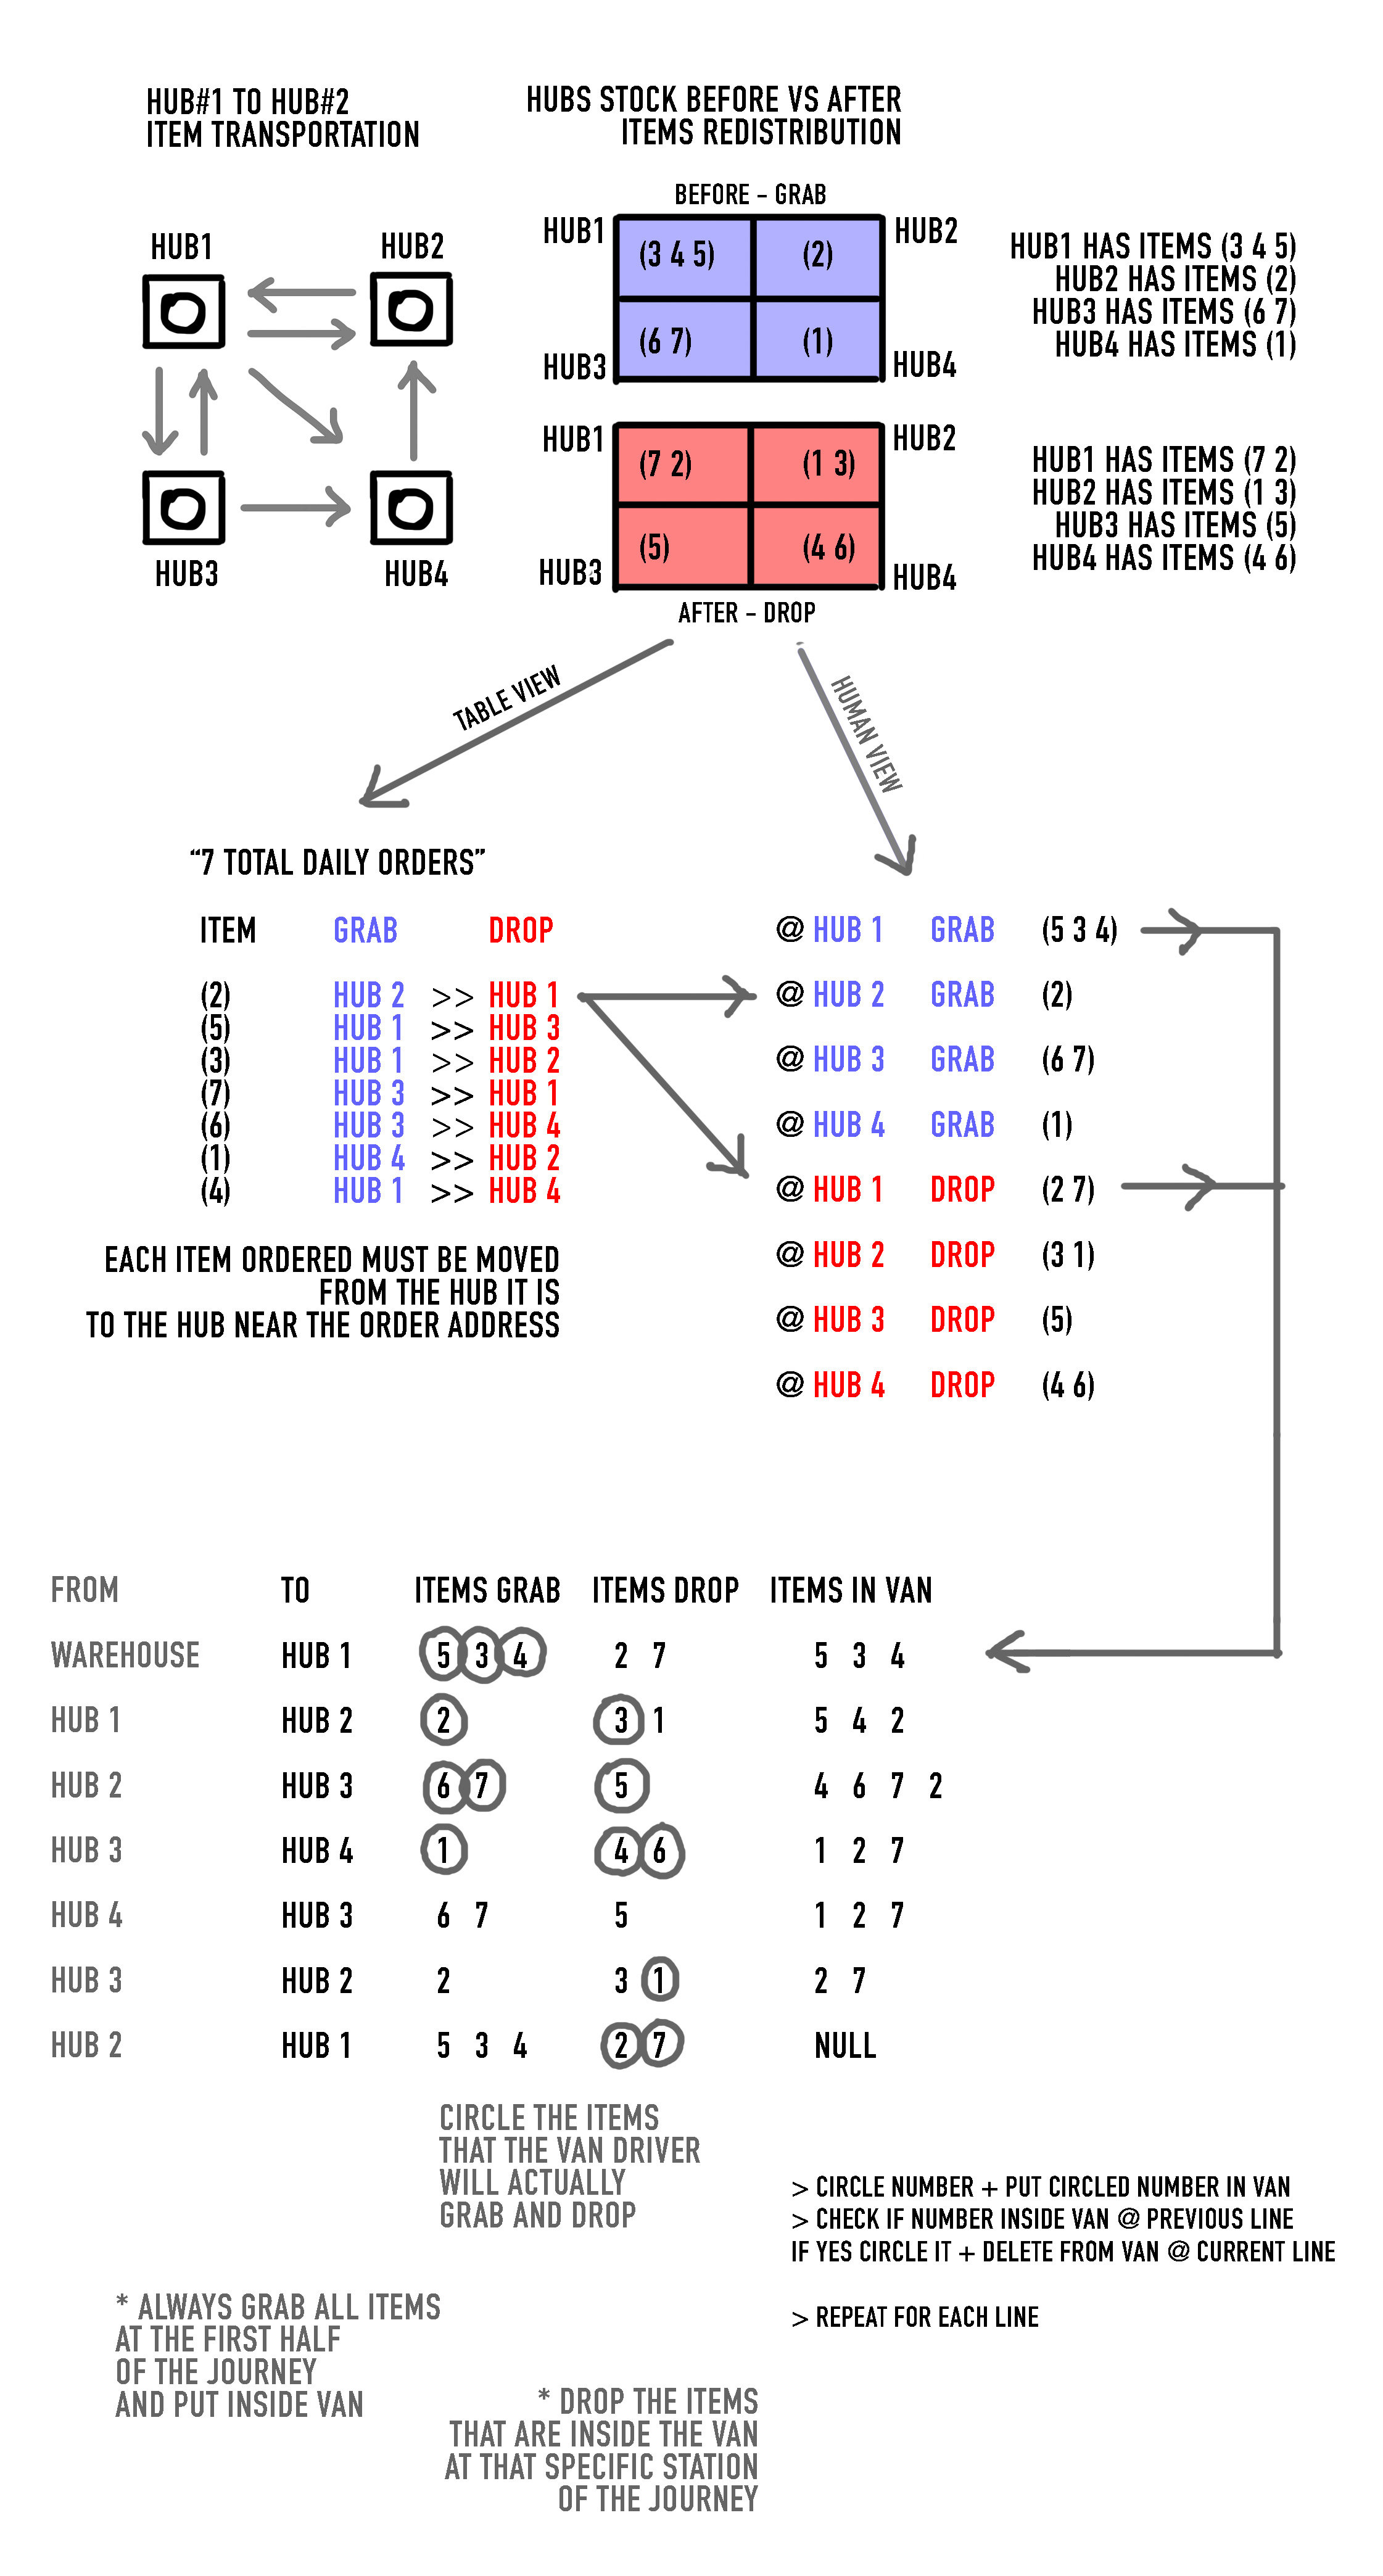 HUB#1 TO HUB#2
ITEM TRANSPORTATION
HUB1
HUB2
HUB3
HUB4
HUBS STOCK BEFORE VS AFTER
ITEMS REDISTRIBUTION
BEFORE - GRAB
HUB1
(3 4 5)
(2)
HUB2
HUB3
(6 7)
(1)
HUB4
HUB1 HAS ITEMS (3 4 5)
HUB2 HAS ITEMS (2)
HUB3 HAS ITEMS (6 7)
HUB4 HAS ITEMS (1)
HUB1
(7 2)
(1 3)
HUB2
HUB3
(5)
(4 6)
HUB4
AFTER - DROP
HUB1 HAS ITEMS (7 2)
HUB2 HAS ITEMS (1 3)
HUB3 HAS ITEMS (5)
HUB4 HAS ITEMS (4 6)
TABLE VIEW
HUMAN VIEW
“7 TOTAL DAILY ORDERS”
ITEM GRAB DROP
(2) HUB 2 >> HUB 1
(5) HUB 1 >> HUB 3
(3) HUB 1 >> HUB 2
(7) HUB 3 >> HUB 1
(6) HUB 3 >> HUB 4
(1) HUB 4 >> HUB 2
(4) HUB 1 >> HUB 4
EACH ITEM ORDERED MUST BE MOVED
FROM THE HUB IT IS
TO THE HUB NEAR THE ORDER ADDRESS
@ HUB 1 GRAB (5 3 4)
@ HUB 2 GRAB (2)
@ HUB 3 GRAB (6 7)
@ HUB 4 GRAB (1)
@ HUB 1 DROP (2 7)
@ HUB 2 DROP (3 1)
@ HUB 3 DROP (5)
@ HUB 4 DROP (4 6)
FROM TO ITEMS GRAB ITEMS DROP ITEMS IN VAN
WAREHOUSE HUB 1 5 3 4 2 7 5 3 4
HUB 1 HUB 2 2 3 1 5 4 2
HUB 2 HUB 3 6 7 5 4 6 7 2
HUB 3 HUB 4 1 4 6 1 2 7
HUB 4 HUB 3 6 7 5 1 2 7
HUB 3 HUB 2 2 3 1 2 7
HUB 2 HUB 1 5 3 4 2 7 NULL
CIRCLE THE ITEMS
THAT THE VAN DRIVER
WILL ACTUALLY
GRAB AND DROP
> CIRCLE NUMBER + PUT CIRCLED NUMBER IN VAN
> CHECK IF NUMBER INSIDE VAN @ PREVIOUS LINE
IF YES CIRCLE IT + DELETE FROM VAN @ CURRENT LINE
> REPEAT FOR EACH LINE
* ALWAYS GRAB ALL ITEMS
AT THE FIRST HALF
OF THE JOURNEY
AND PUT INSIDE VAN
* DROP THE ITEMS
THAT ARE INSIDE THE VAN
AT THAT SPECIFIC STATION
OF THE JOURNEY